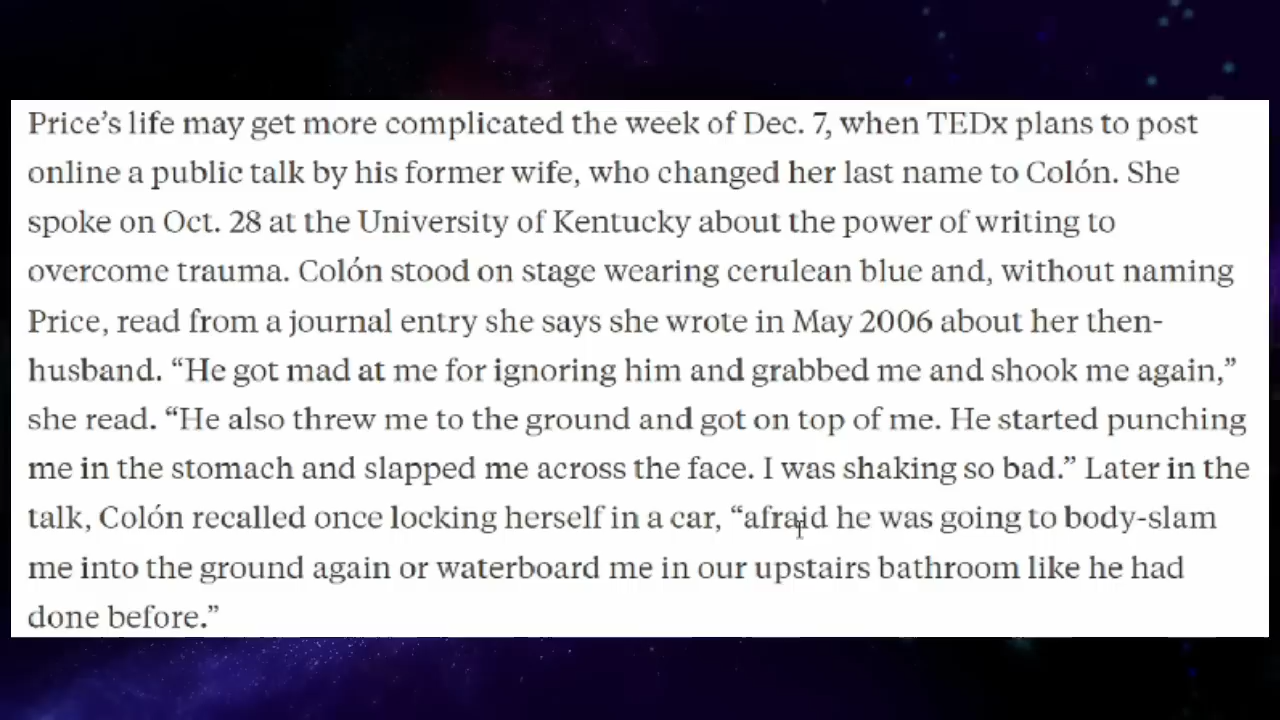 Price’s life may get more complicated the week of Dec. 7, when TEDx plans to post
online a public talk by his former wife, who changed her last name to Colón. She
spoke on Oct. 28 at the University of Kentucky about the power of writing to
overcome trauma. Colón stood on stage wearing cerulean blue and, without naming
Price, read from a journal entry she says she wrote in May 2006 about her then-
husband. “He got mad at me for ignoring him and grabbed me and shook me again,”
she read. “He also threw me to the ground and got on top of me. He started punching
me in the stomach and slapped me across the face. I was shaking so bad.” Later in the
talk, Colón recalled once locking herself in a car, “afraid he was going to body-slam
me into the ground again or waterboard me in our upstairs bathroom like he had
done before.”